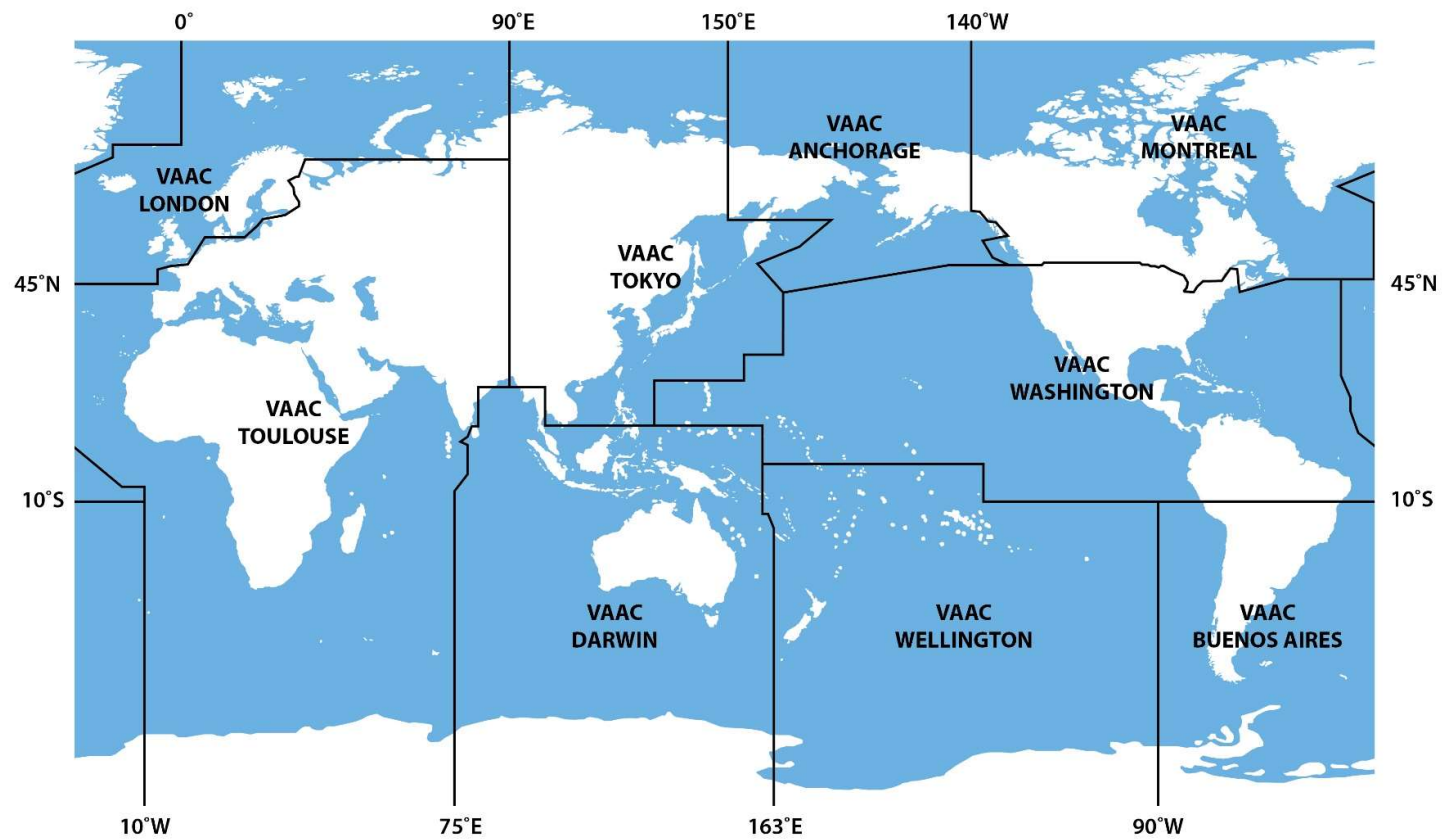 0˚
90˚E
150˚E
140˚W
VAAC
ANCHORAGE
VAAC
MONTREAL
VAAC
LONDON
VAAC
TOKYO
45˚N
45˚N
VAAC
WASHINGTON
VAAC
TOULOUSE
10˚S
10˚S
VAAC
DARWIN
VAAC
WELLINGTON
VAAC
BUENOS AIRES
10˚W
75˚E
163˚E
90˚W